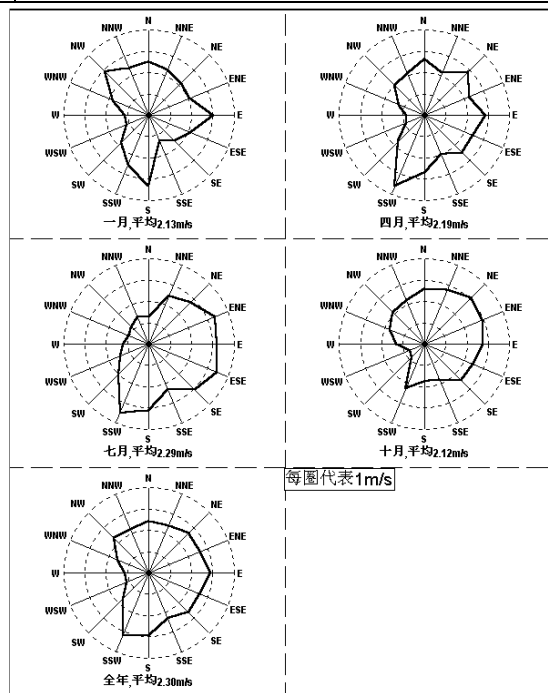 N
NNW NNE
NW NE
WNW ENE
W E
WSW ESE
SW SE
SSW SSE
S
一月,平均2.13m/s
N
NNW NNE
NW NE
WNW ENE
W E
WSW ESE
SW SE
SSW SSE
S
四月,平均2.19m/s
N
NNW NNE
NW NE
WNW ENE
W E
WSW ESE
SW SE
SSW SSE
S
七月,平均2.29m/s
N
NNW NNE
NW NE
WNW ENE
W E
WSW ESE
SW SE
SSW SSE
S
十月,平均2.12m/s
每圈代表1m/s
N
NNW NNE
NW NE
WNW ENE
W E
WSW ESE
SW SE
SSW SSE
S
全年,平均2.30m/s